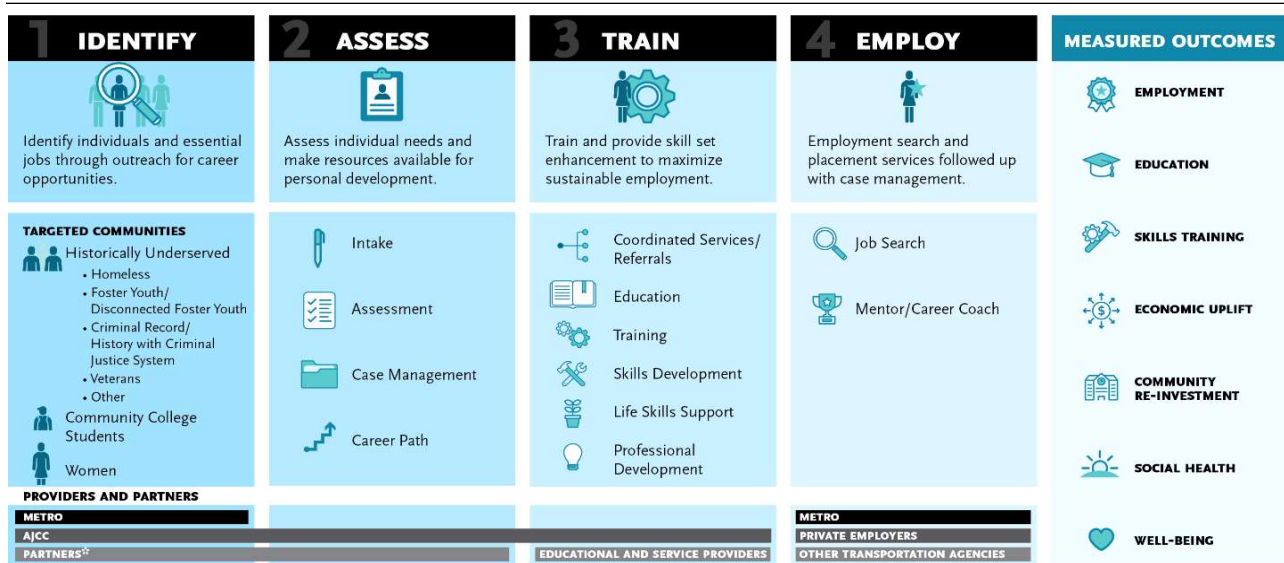 1 IDENTIFY
Identify individuals and essential
jobs through outreach for career
opportunities.
TARGETED COMMUNITIES
Historically Underserved
• Homeless
• Foster Youth/
Disconnected Foster Youth
• Criminal Record/
History with Criminal
Justice System
• Veterans
• Other
Community College
Students
Women
2 ASSESS
Assess individual needs and
make resources available for
personal development.
Intake
Assessment
Case Management
Career Path
3 TRAIN
Train and provide skill set
enhancement to maximize
sustainable employment.
Coordinated Services/
Referrals
Education
Training
Skills Development
Life Skills Support
Professional
Development
4 EMPLOY
Employment search and
placement services followed up
with case management.
Job Search
Mentor/Career Coach
PROVIDERS AND PARTNERS
METRO
AJCC
PARTNERS☆
EDUCATIONAL AND SERVICE PROVIDERS
METRO
PRIVATE EMPLOYERS
OTHER TRANSPORTATION AGENCIES
MEASURED OUTCOMES
EMPLOYMENT
EDUCATION
SKILLS TRAINING
$
ECONOMIC UPLIFT
COMMUNITY
RE-INVESTMENT
SOCIAL HEALTH
WELL-BEING